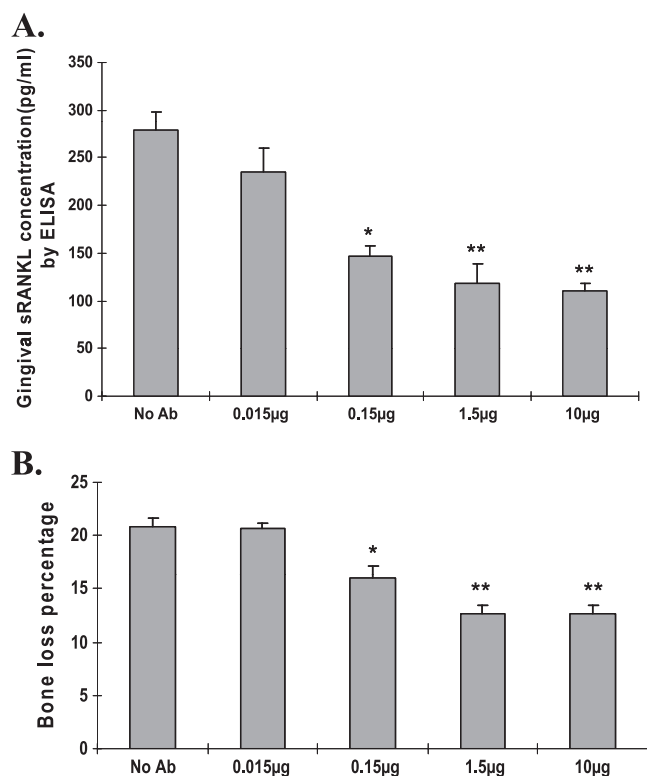 A.
Gingival sRANKL concentration(pg/ml)
by ELISA
350
300
250
200
150
100
50
0
*
**
**
No Ab 0.015µg 0.15µg 1.5µg 10µg
B.
Bone loss percentage
25
20
15
10
5
0
*
**
**
No Ab 0.015µg 0.15µg 1.5µg 10µg